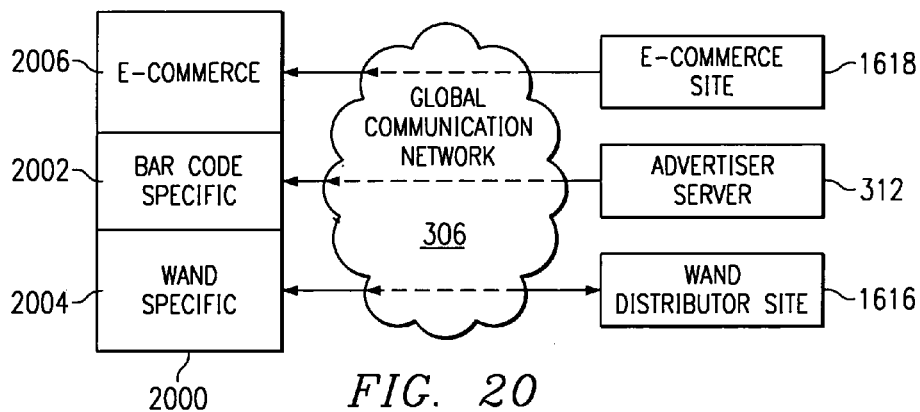 2006
E-COMMERCE
GLOBAL
COMMUNICATION
NETWORK
306
E-COMMERCE
SITE
1618
2002
BAR CODE
SPECIFIC
ADVERTISER
SERVER
312
2004
WAND
SPECIFIC
WAND
DISTRIBUTOR SITE
1616
2000
FIG. 20